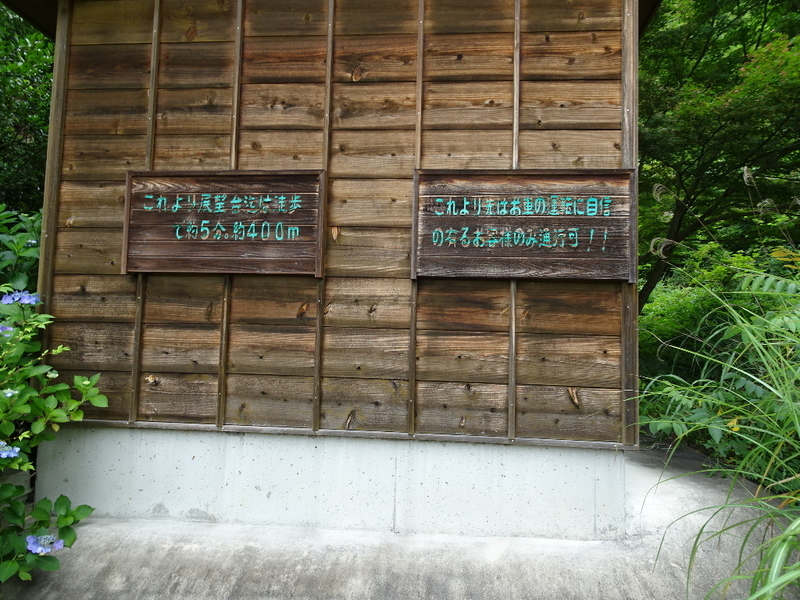 これより展望台迄は徒歩
で約5分。約400m
これより先はお車の運転に自信
の有るお客様のみ通行可!!